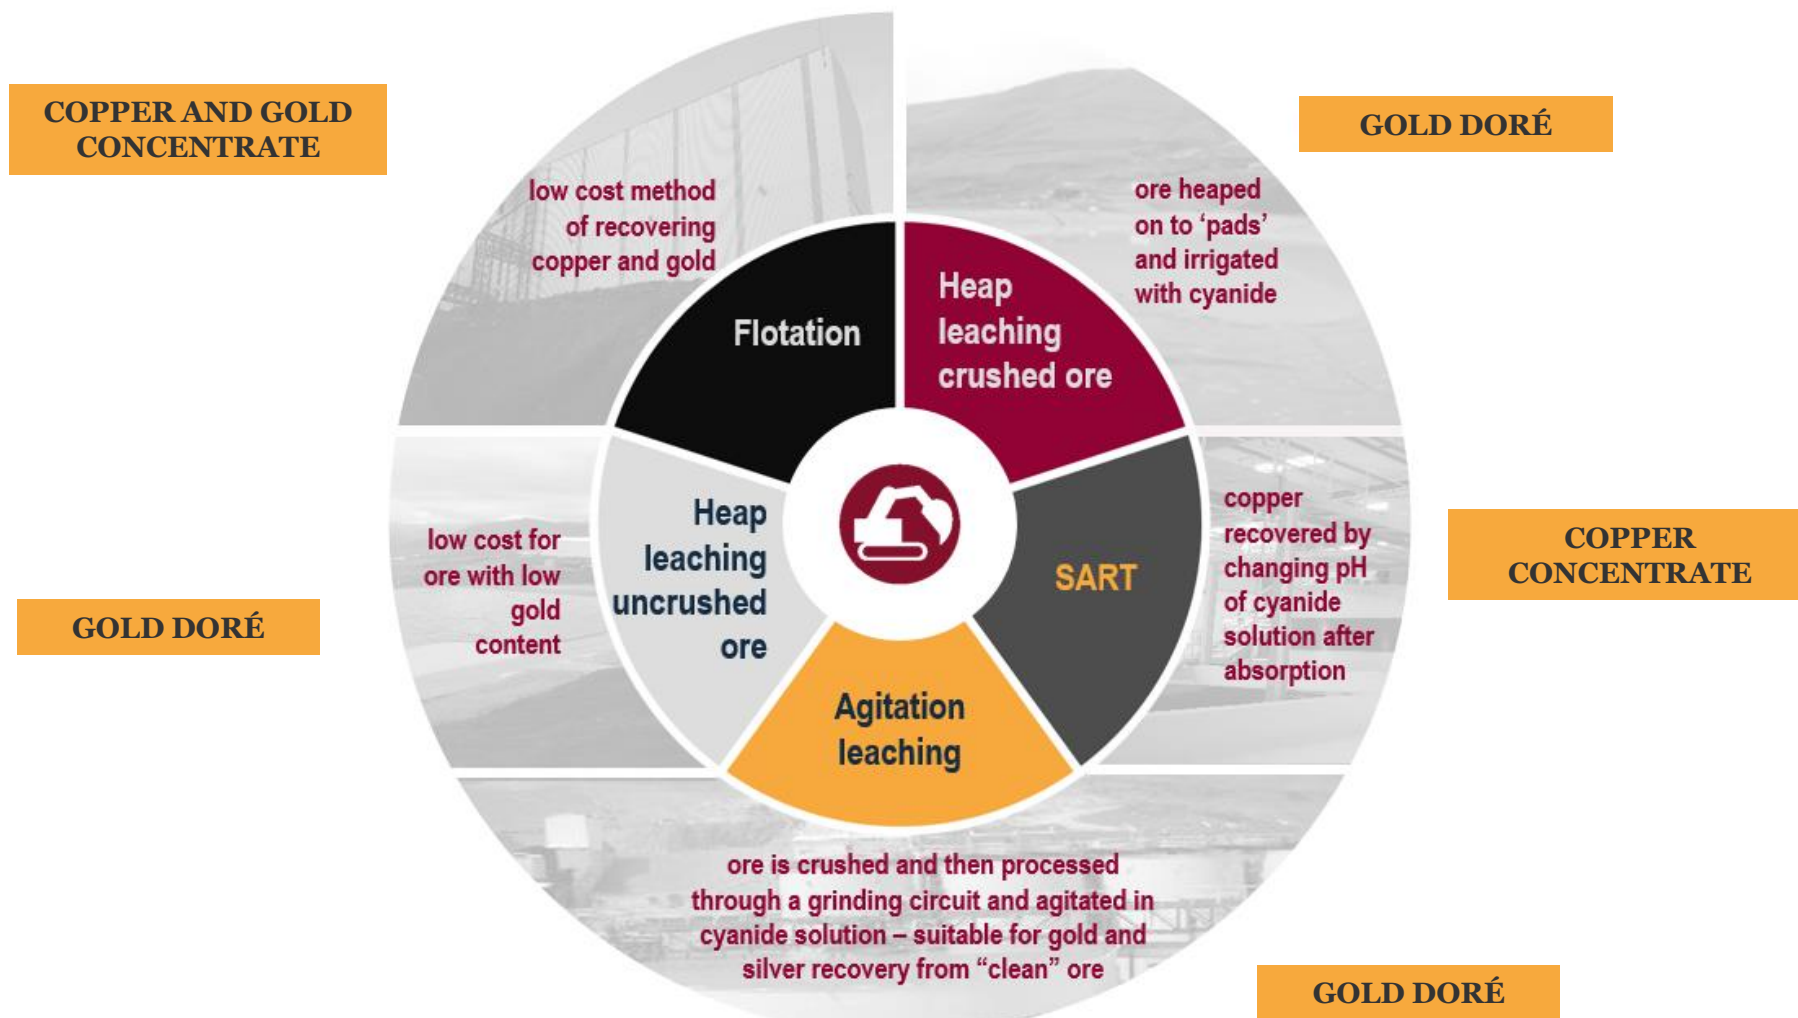 COPPER AND GOLD
CONCENTRATE
GOLD DORÉ
low cost method
of recovering
copper and gold
ore heaped
on to ‘pads’
and irrigated
with cyanide
Flotation
Heap
leaching
crushed ore
low cost for
ore with low
gold
content
Heap
leaching
uncrushed
ore
SART
copper
recovered by
changing pH
of cyanide
solution after
absorption
COPPER
CONCENTRATE
GOLD DORÉ
Agitation
leaching
ore is crushed and then processed
through a grinding circuit and agitated in
cyanide solution – suitable for gold and
silver recovery from “clean” ore
GOLD DORÉ